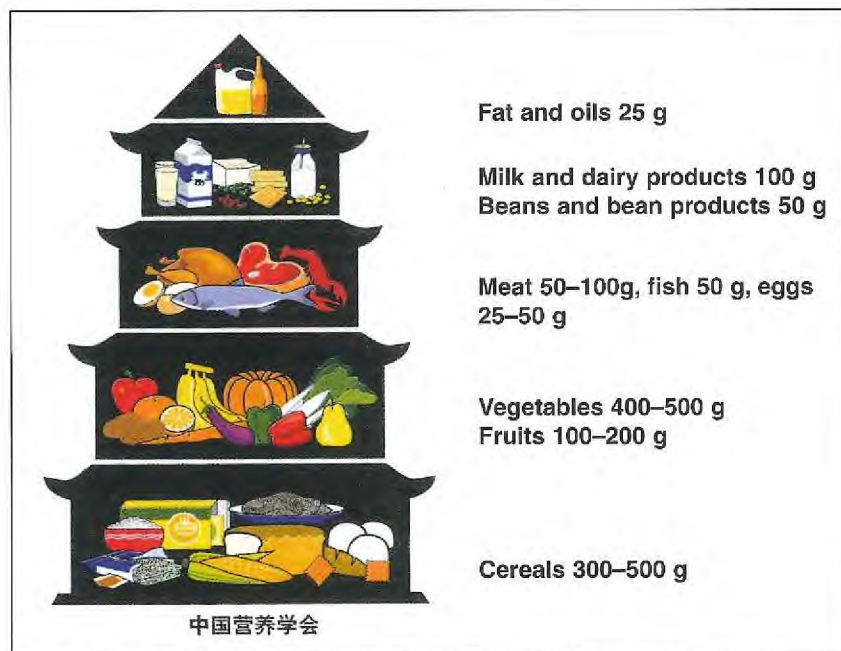 Fat and oils 25 g
Milk and dairy products 100 g
Beans and bean products 50 g
Meat 50–100g, fish 50 g, eggs
25–50 g
Vegetables 400–500 g
Fruits 100–200 g
Cereals 300–500 g
中国营养学会